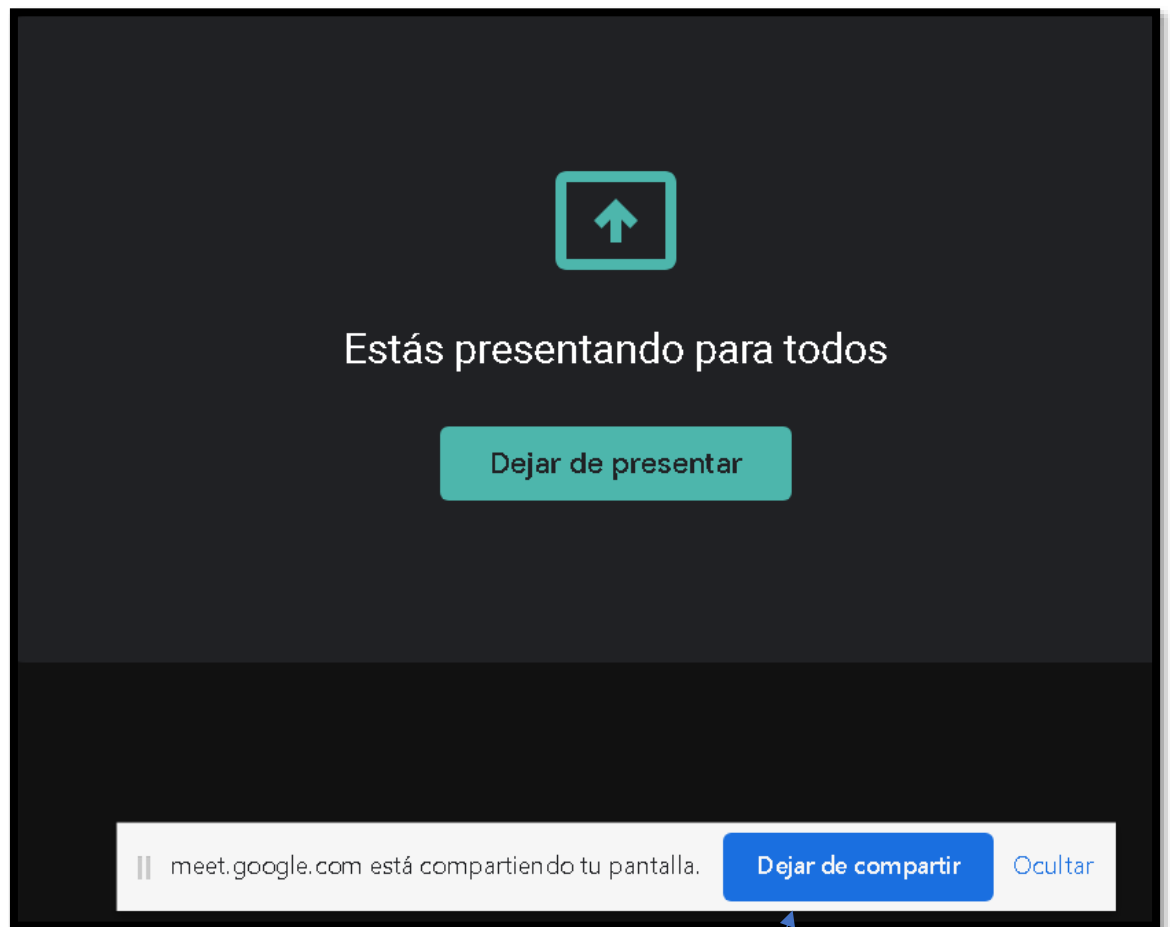 Estás presentando para todos
Dejar de presentar
meet.google.com está compartiendo tu pantalla. Dejar de compartir Ocultar